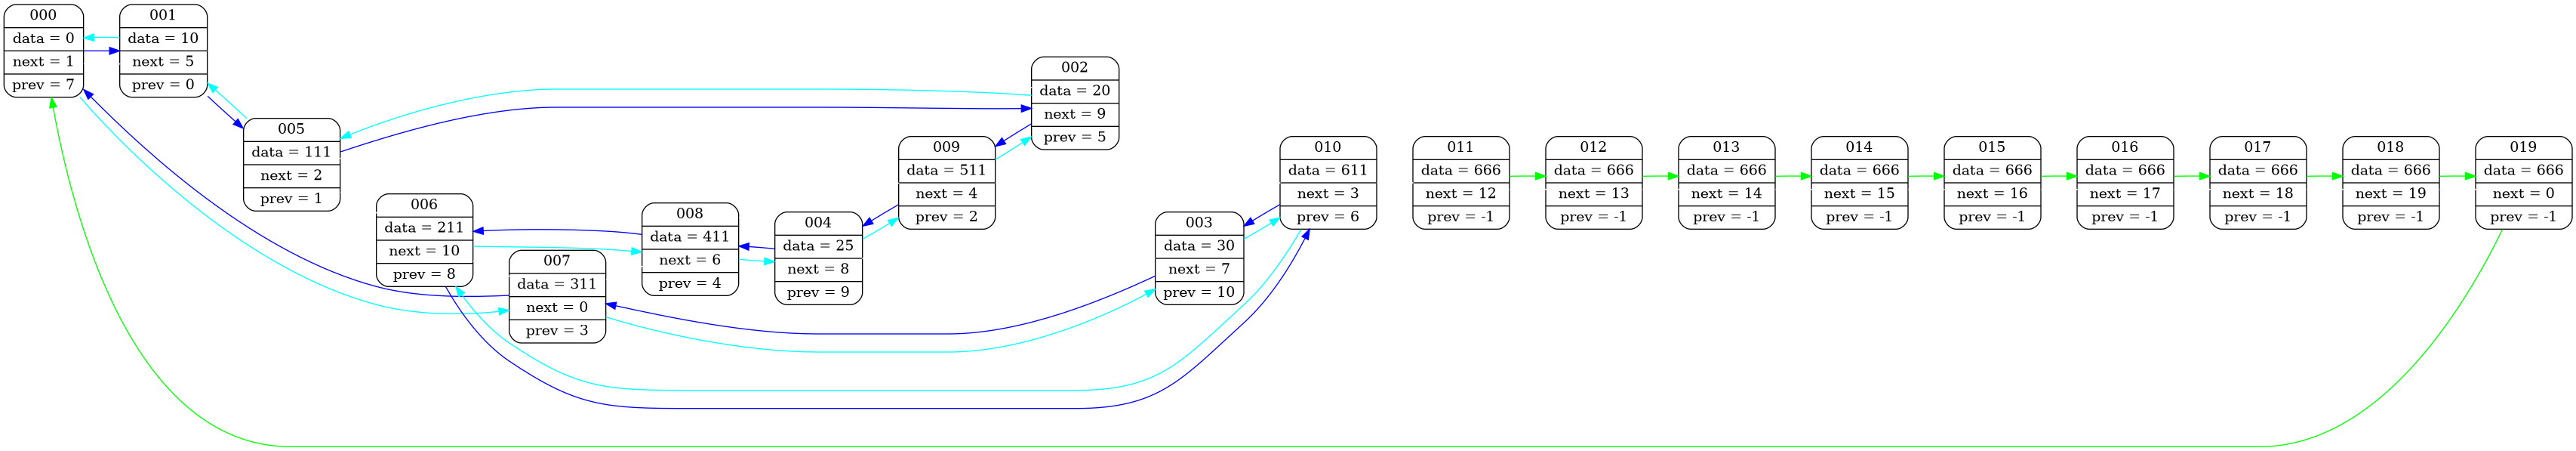 000
data = 0
next = 1
prev = 7
001
data = 10
next = 5
prev = 0
005
data = 111
next = 2
prev = 1
002
data = 20
next = 9
prev = 5
006
data = 211
next = 10
prev = 8
007
data = 311
next = 0
prev = 3
008
data = 411
next = 6
prev = 4
004
data = 25
next = 8
prev = 9
009
data = 511
next = 4
prev = 2
003
data = 30
next = 7
prev = 10
010
data = 611
next = 3
prev = 6
011
data = 666
next = 12
prev = -1
012
data = 666
next = 13
prev = -1
013
data = 666
next = 14
prev = -1
014
data = 666
next = 15
prev = -1
015
data = 666
next = 16
prev = -1
016
data = 666
next = 17
prev = -1
017
data = 666
next = 18
prev = -1
018
data = 666
next = 19
prev = -1
019
data = 666
next = 0
prev = -1